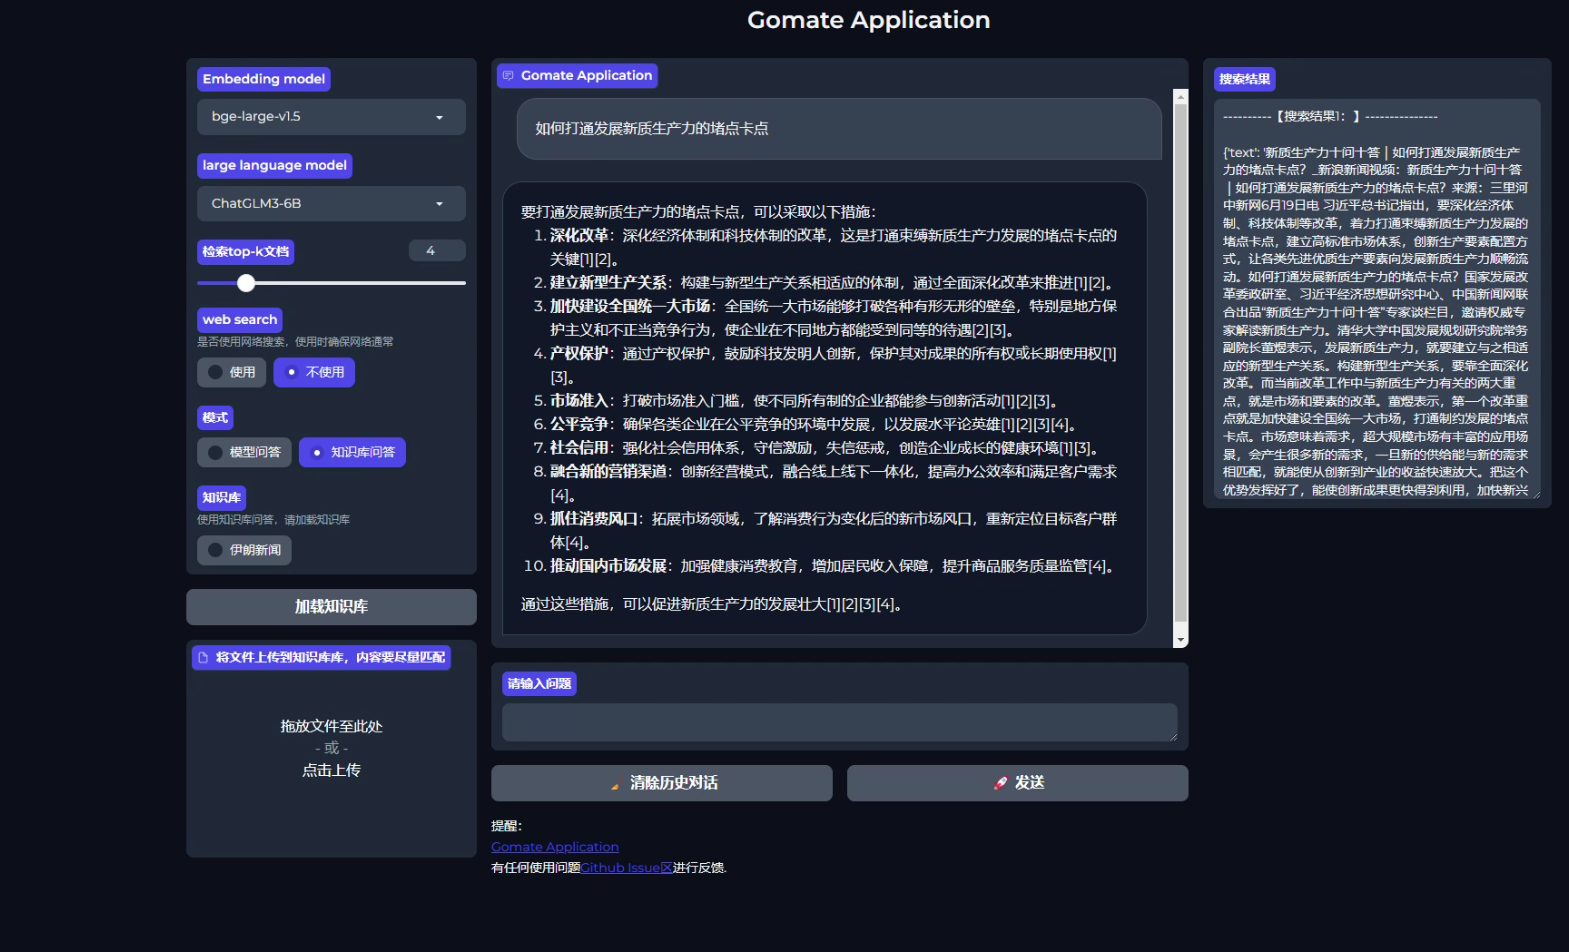 Gomate Application
Embedding model
bge-large-v1.5
large language model
ChatGLM3-6B
检索top-k文档
4
web search
是否使用网络搜索，使用时确保网络通常
使用
不使用
模式
模型问答
知识库问答
知识库
使用知识库问答，请加载知识库
伊朗新闻
加载知识库
将文件上传到知识库库，内容要尽量匹配
拖放文件至此处
- 或 -
点击上传
Gomate Application
如何打通发展新质生产力的堵点卡点
要打通发展新质生产力的堵点卡点，可以采取以下措施：
1. 深化改革：深化经济体制和科技体制的改革，这是打通束缚新质生产力发展的堵点卡点的
关键[1][2]。
2. 建立新型生产关系：构建与新型生产关系相适应的体制，通过全面深化改革来推进[1][2]。
3. 加快建设全国统一大市场：全国统一大市场能够打破各种有形无形的壁垒，特别是地方保
护主义和不正当竞争行为，使企业在不同地方都能受到同等的待遇[2][3]。
4. 产权保护：通过产权保护，鼓励科技发明人创新，保护其对成果的所有权或长期使用权[1]
[3]。
5. 市场准入：打破市场准入门槛，使不同所有制的企业都能参与创新活动[1][2][3]。
6. 公平竞争：确保各类企业在公平竞争的环境中发展，以发展水平论英雄[1][2][3][4]。
7. 社会信用：强化社会信用体系，守信激励，失信惩戒，创造企业成长的健康环境[1][3]。
8. 融合新的营销渠道：创新经营模式，融合线上线下一体化，提高办公效率和满足客户需求
[4]。
9. 抓住消费风口：拓展市场领域，了解消费行为变化后的新市场风口，重新定位目标客户群
体[4]。
10. 推动国内市场发展：加强健康消费教育，增加居民收入保障，提升商品服务质量监管[4]。
通过这些措施，可以促进新质生产力的发展壮大[1][2][3][4]。
请输入问题
清除历史对话
发送
提醒：
Gomate Application
有任何使用问题Github Issue区进行反馈.
搜索结果
----------【搜索结果1：】---------------
{'text': '新质生产力十问十答｜如何打通发展新质生产
力的堵点卡点？_新浪新闻视频：新质生产力十问十答
｜如何打通发展新质生产力的堵点卡点？来源：三里河
中新网6月19日电 习近平总书记指出，要深化经济体
制、科技体制等改革，着力打通束缚新质生产力发展的
堵点卡点，建立高标准市场体系，创新生产要素配置方
式，让各类先进优质生产要素向发展新质生产力顺畅流
动。如何打通发展新质生产力的堵点卡点？国家发展改
革委政研室、习近平经济思想研究中心、中国新闻网联
合出品“新质生产力十问十答”专家谈栏目，邀请权威专
家解读新质生产力。清华大学中国发展规划研究院常务
副院长董煜表示，发展新质生产力，就要建立与之相适
应的新型生产关系。构建新型生产关系，要靠全面深化
改革。而当前改革工作中与新质生产力有关的两大重
点，就是市场和要素的改革。董煜表示，第一个改革重
点就是加快建设全国统一大市场，打通制约发展的堵点
卡点。市场意味着需求，超大规模市场有丰富的应用场
景，会产生很多新的需求，一旦新的供给能与新的需求
相匹配，就能使从创新到产业的收益快速放大。把这个
优势发挥好了，能使创新成果更快得到利用，加快新兴